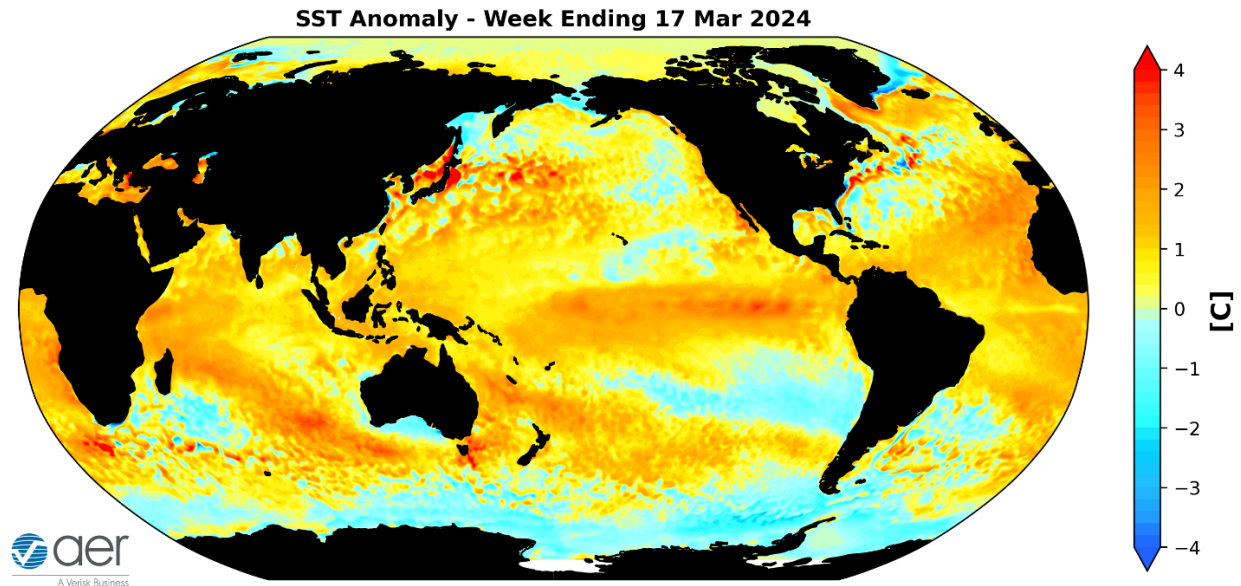 SST Anomaly - Week Ending 17 Mar 2024
4
3
2
1
0
−1
−2
−3
−4
[C]
aer
A Verisk Business